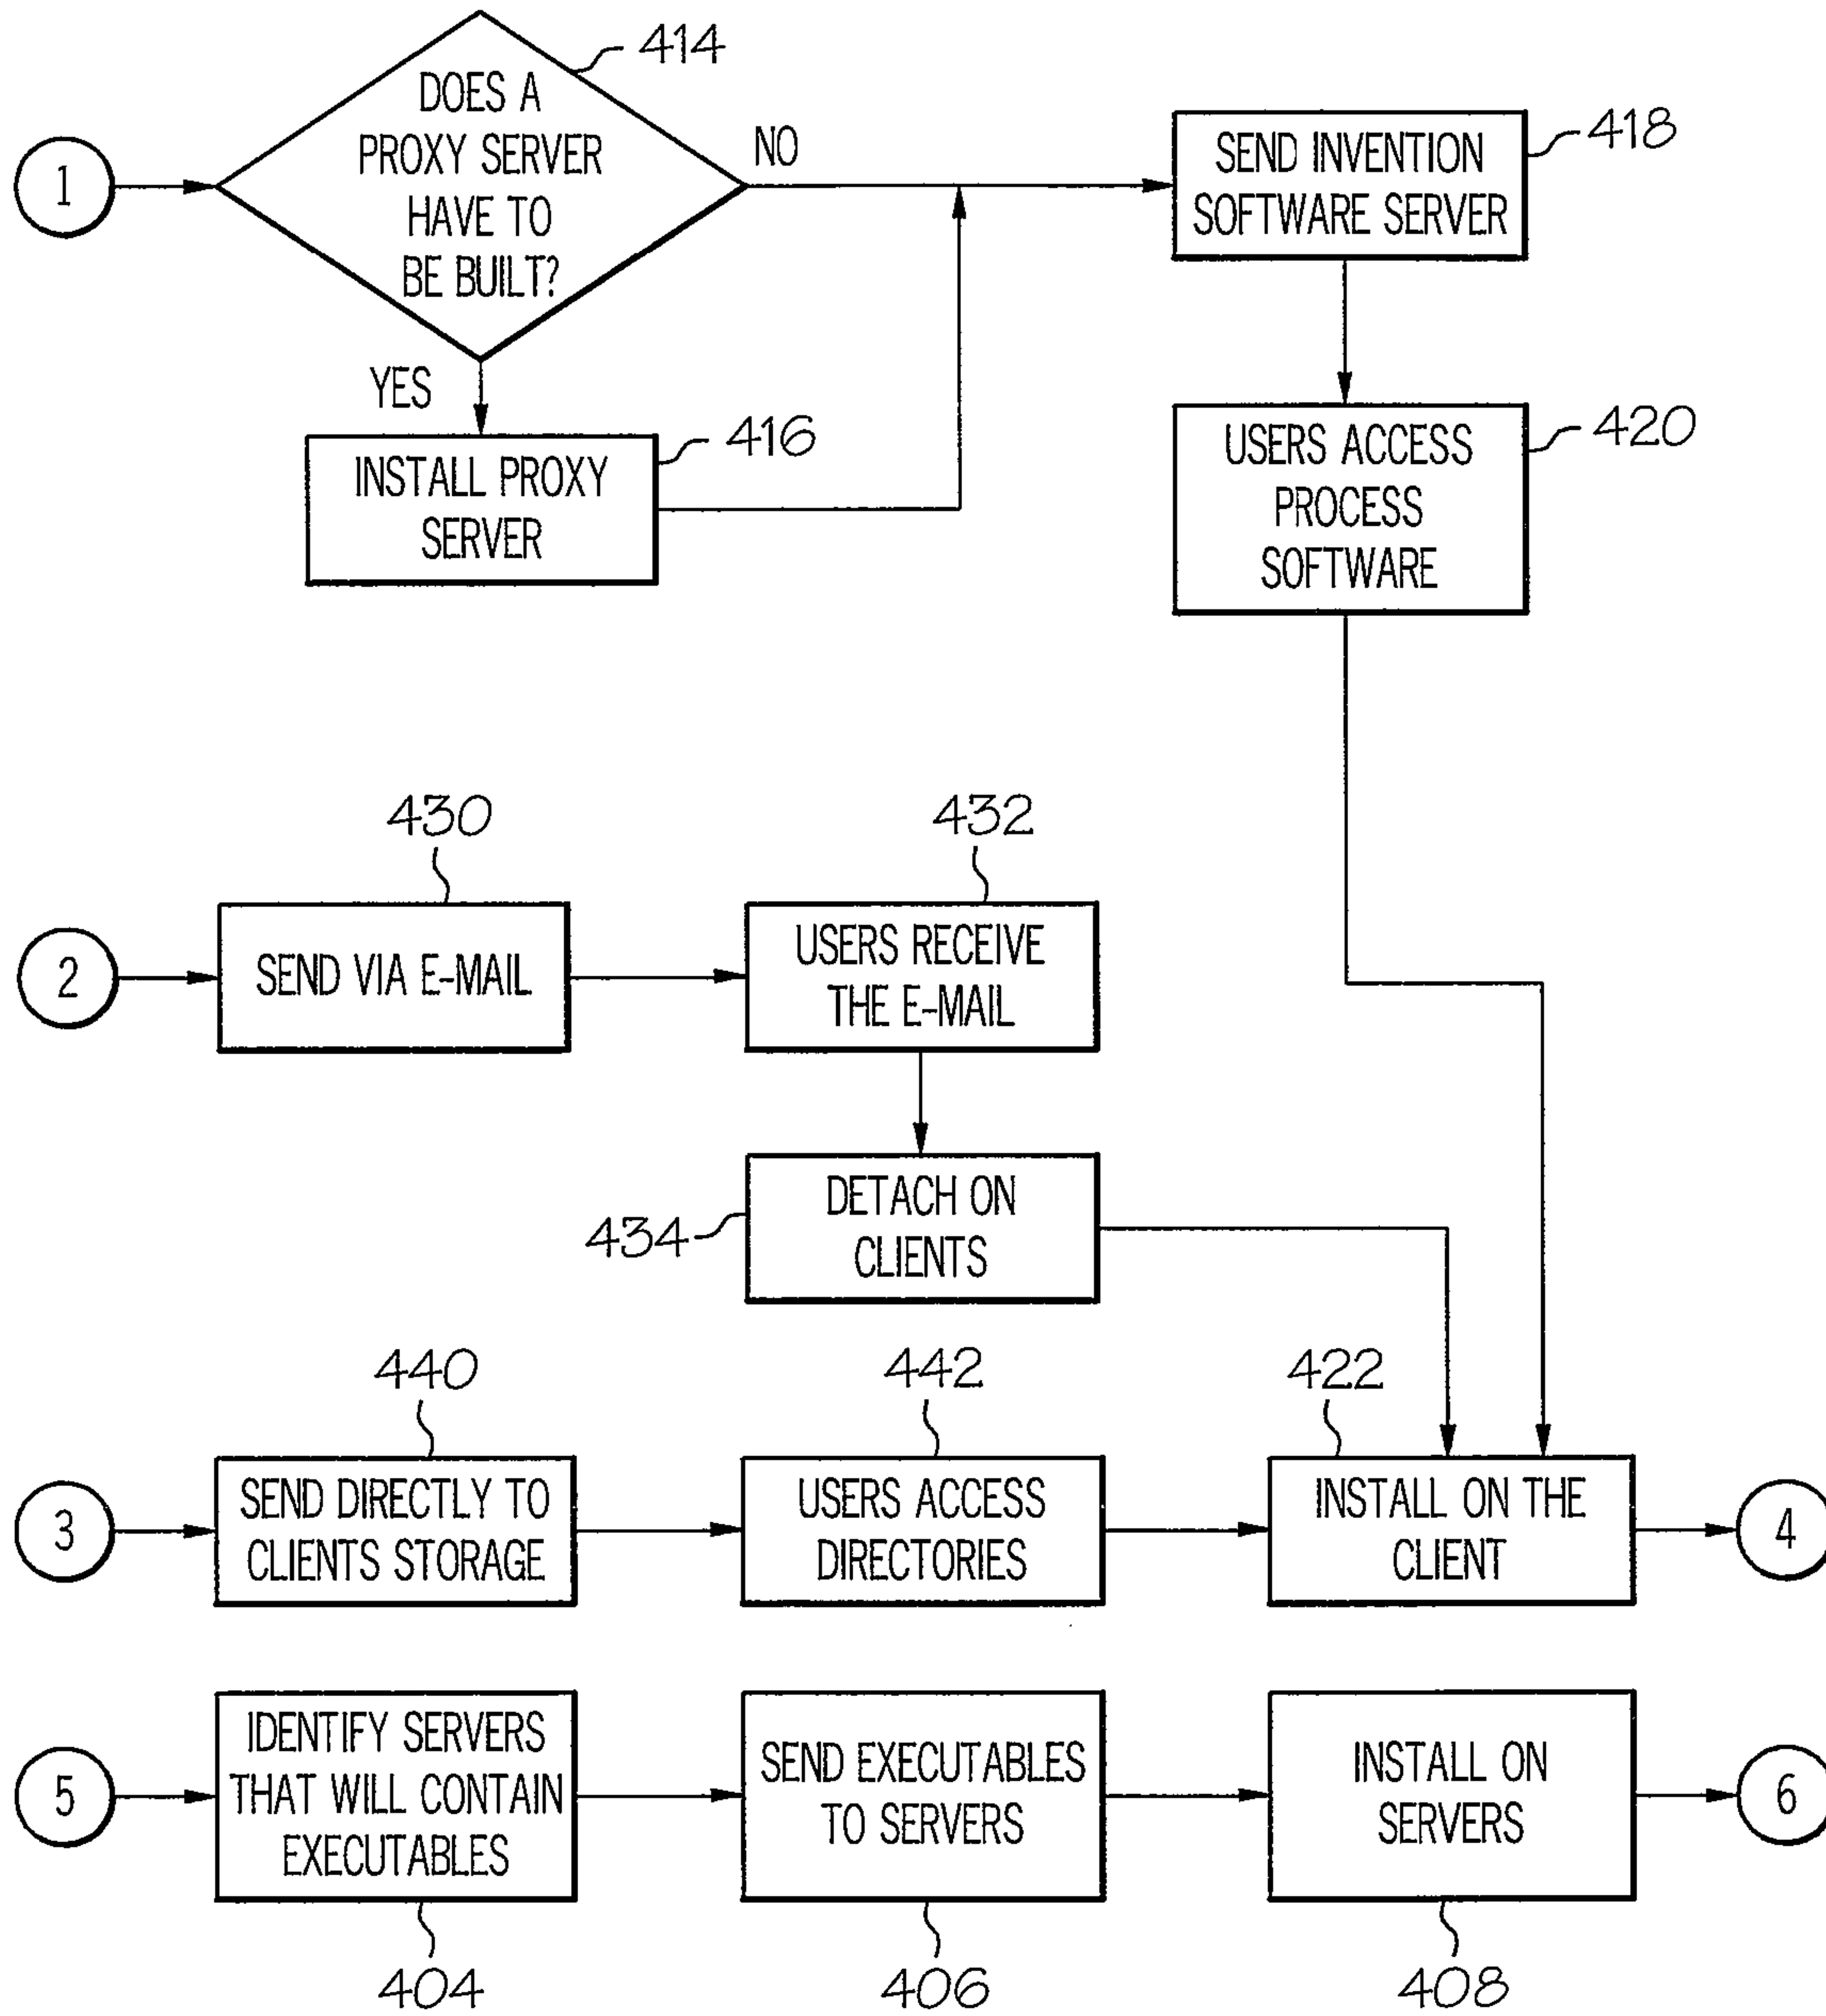 414
DOES A
PROXY SERVER
HAVE TO
BE BUILT?
1
NO
SEND INVENTION
SOFTWARE SERVER
418
YES
INSTALL PROXY
SERVER
416
USERS ACCESS
PROCESS
SOFTWARE
420
430
432
2
SEND VIA E-MAIL
USERS RECEIVE
THE E-MAIL
DETACH ON
CLIENTS
434
440
442
422
3
SEND DIRECTLY TO
CLIENTS STORAGE
USERS ACCESS
DIRECTORIES
INSTALL ON THE
CLIENT
4
5
IDENTIFY SERVERS
THAT WILL CONTAIN
EXECUTABLES
SEND EXECUTABLES
TO SERVERS
INSTALL ON
SERVERS
6
404
406
408